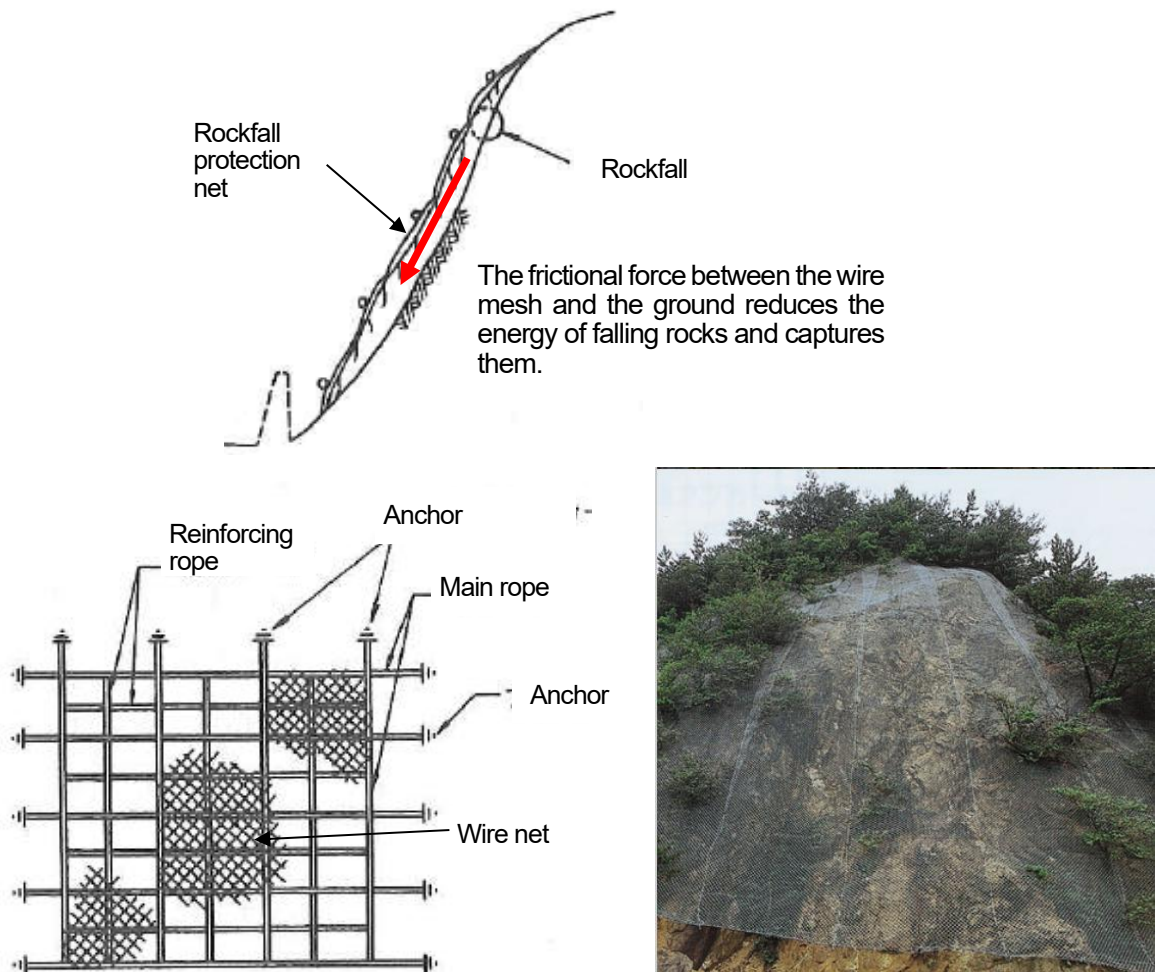 Rockfall
protection
net
Rockfall
The frictional force between the wire
mesh and the ground reduces the
energy of falling rocks and captures
them.
Reinforcing
rope
Anchor
Main rope
Anchor
Wire net